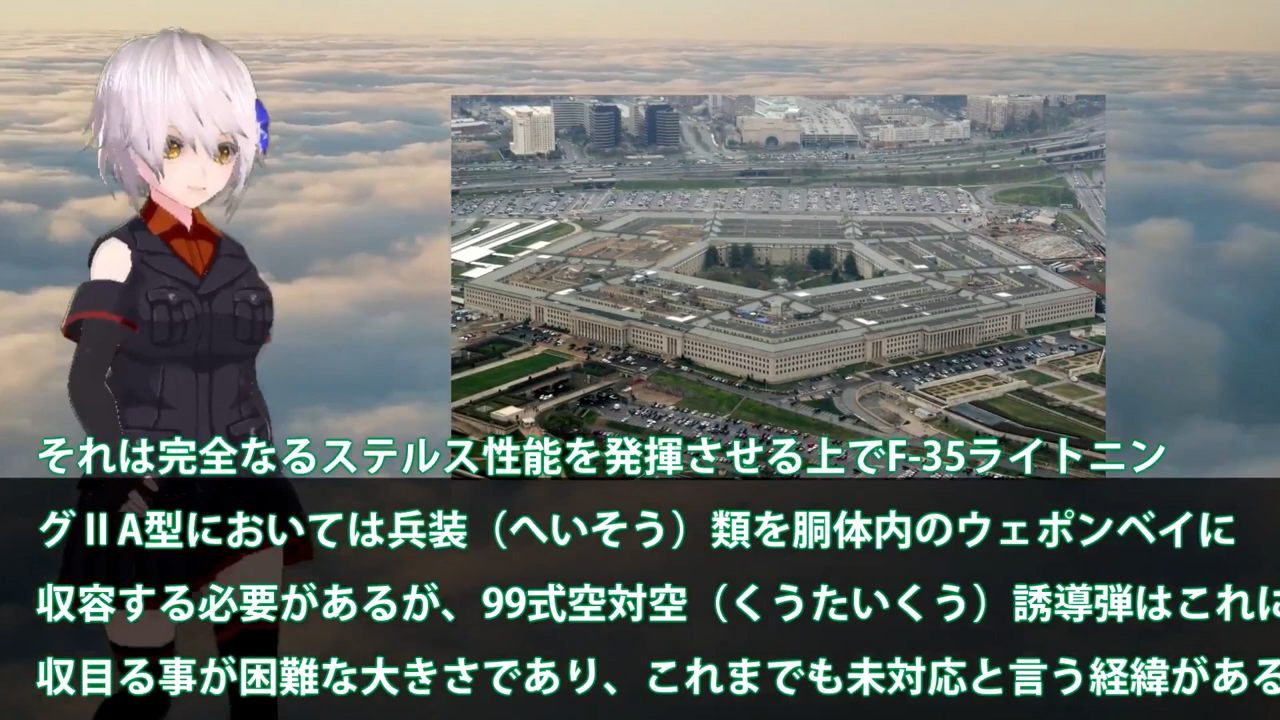 それは完全なるステルス性能を発揮させる上でF-35ライトニン
グⅡA型においては兵装（へいそう）類を胴体内のウェポンベイに
収容する必要があるが、99式空対空（くうたいくう）誘導弾はこれに
収目る事が困難な大きさであり、これまでも未対応と言う経緯がある